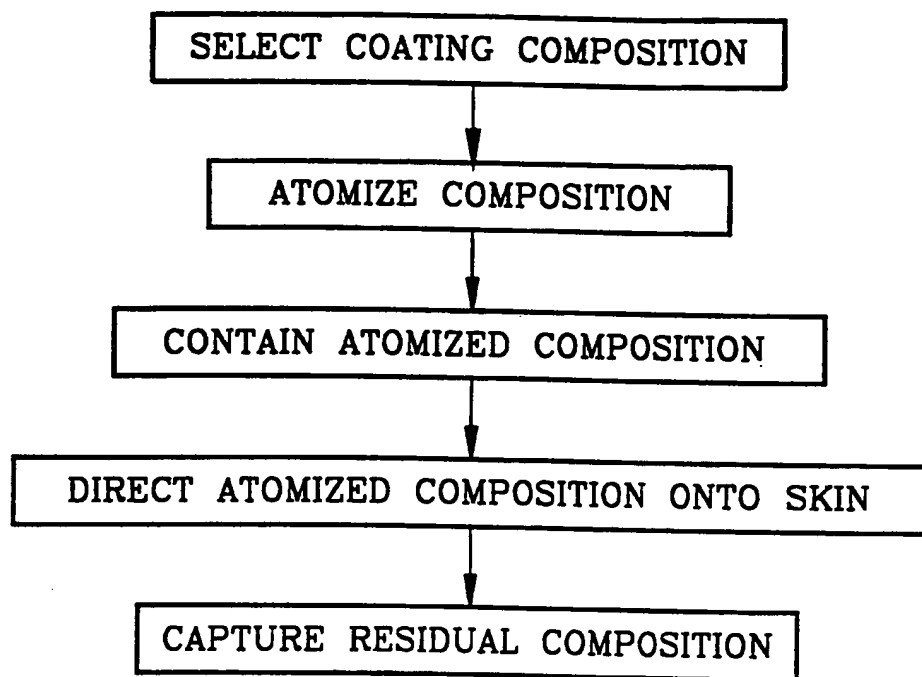 SELECT COATING COMPOSITION
ATOMIZE COMPOSITION
CONTAIN ATOMIZED COMPOSITION
DIRECT ATOMIZED COMPOSITION ONTO SKIN
CAPTURE RESIDUAL COMPOSITION